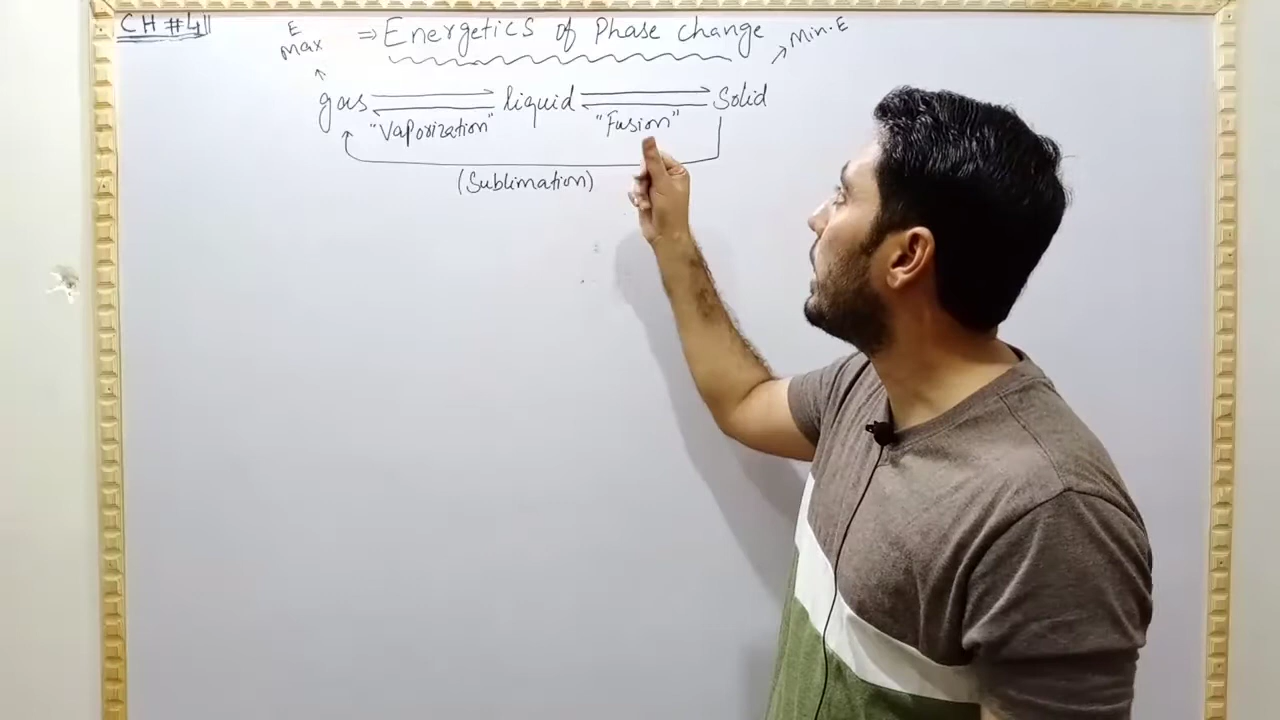 CH #4
⇒ Energetics of Phase change
E
max
Min. E
gas ⇌ liquid ⇌ Solid
"Vaporization" "Fusion"
(Sublimation)